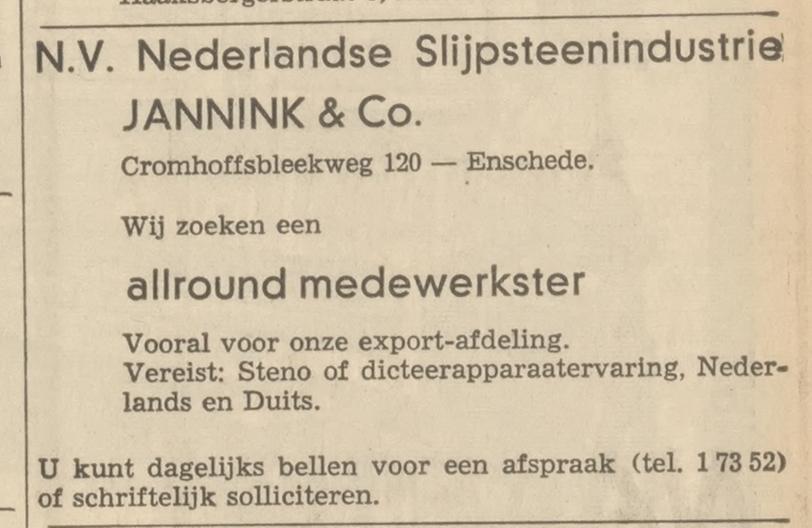 N.V. Nederlandse Slijpsteenindustrie
JANNINK & Co.
Cromhoffsbleekweg 120 — Enschede.
Wij zoeken een
allround medewerkster
Vooral voor onze export-afdeling.
Vereist: Steno of dicteerapparaatervaring, Neder-
lands en Duits.
U kunt dagelijks bellen voor een afspraak (tel. 1 73 52)
of schriftelijk solliciteren.